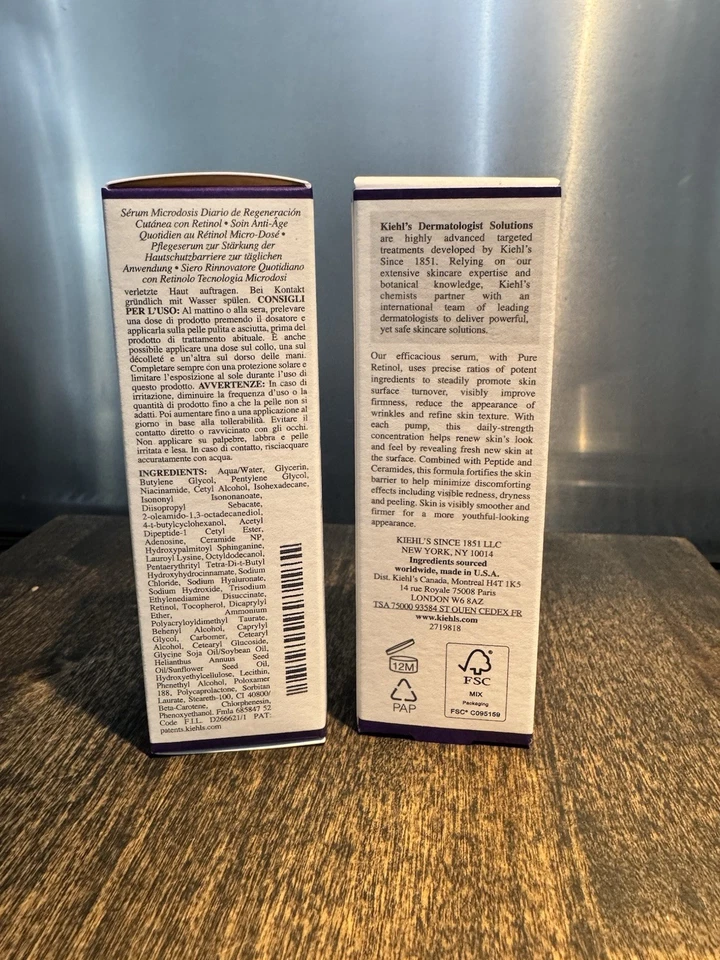 Sérum Microdosis Diario de Regeneración
Cutánea con Retinol • Soin Anti-Âge
Quotidien au Rétinol Micro-Dosé •
Pflegeserum zur Stärkung der
Hautschutzbarriere zur täglichen
Anwendung • Siero Rinnovatore Quotidiano
con Retinolo Tecnologia Microdosi
verletzte Haut auftragen. Bei Kontakt
gründlich mit Wasser spülen. CONSIGLI
PER L'USO: Al mattino o alla sera, prelevare
una dose di prodotto premendo il dosatore e
applicarla sulla pelle pulita e asciutta, prima del
prodotto di trattamento abituale. È anche
possibile applicare una dose sul collo, una sul
décolleté e un'altra sul dorso delle mani.
Completare sempre con una protezione solare e
limitare l'esposizione al sole durante l'uso di
questo prodotto. AVVERTENZE: In caso di
irritazione, diminuire la frequenza d'uso o la
quantità di prodotto fino a che la pelle non si
adatti. Poi aumentare fino a una applicazione al
giorno in base alla tollerabilità. Evitare il
contatto diretto o ravvicinato con gli occhi.
Non applicare su palpebre, labbra e pelle
irritata e lesa. In caso di contatto, risciacquare
accuratamente con acqua.
INGREDIENTS: Aqua/Water, Glycerin,
Butylene Glycol, Pentylene Glycol,
Niacinamide, Cetyl Alcohol, Isohexadecane,
Isononyl Isononanoate,
Diisopropyl Sebacate,
2-oleamido-1,3-octadecanediol,
4-t-butylcyclohexanol, Acetyl
Dipeptide-1 Cetyl Ester,
Adenosine, Ceramide NP,
Hydroxypalmitoyl Sphinganine,
Lauroyl Lysine, Octyldodecanol,
Pentaerythrityl Tetra-Di-t-Butyl
Hydroxyhydrocinnamate, Sodium
Chloride, Sodium Hyaluronate,
Sodium Hydroxide, Trisodium
Ethylenediamine Disuccinate,
Retinol, Tocopherol, Dicaprylyl
Ether, Ammonium
Polyacryloyldimethyl Taurate,
Behenyl Alcohol, Caprylyl
Glycol, Carbomer, Cetearyl
Alcohol, Cetearyl Glucoside,
Glycine Soja Oil/Soybean Oil,
Helianthus Annuus Seed
Oil/Sunflower Seed Oil,
Hydroxyethylcellulose, Lecithin,
Phenethyl Alcohol, Poloxamer
188, Polycaprolactone, Sorbitan
Laurate, Steareth-100, CI 40800/
Beta-Carotene, Chlorphenesin,
Phenoxyethanol. Fmla 685847 52
Code F.I.L. D266621/1 PAT:
patents.kiehls.com
Kiehl's Dermatologist Solutions
are highly advanced targeted
treatments developed by Kiehl's
Since 1851. Relying on our
extensive skincare expertise and
botanical knowledge, Kiehl's
chemists partner with an
international team of leading
dermatologists to deliver powerful,
yet safe skincare solutions.
Our efficacious serum, with Pure
Retinol, uses precise ratios of potent
ingredients to steadily promote skin
surface turnover, visibly improve
firmness, reduce the appearance of
wrinkles and refine skin texture. With
each pump, this daily-strength
concentration helps renew skin's look
and feel by revealing fresh new skin at
the surface. Combined with Peptide and
Ceramides, this formula fortifies the skin
barrier to help minimize discomforting
effects including visible redness, dryness
and peeling. Skin is visibly smoother and
firmer for a more youthful-looking
appearance.
KIEHL'S SINCE 1851 LLC
NEW YORK, NY 10014
Ingredients sourced
worldwide, made in U.S.A.
Dist. Kiehl's Canada, Montreal H4T 1K5
14 rue Royale 75008 Paris
LONDON W6 8AZ
TSA 75000 93584 ST OUEN CEDEX FR
www.kiehls.com
2719818
12M
PAP
FSC
MIX
Packaging
FSC® C095159